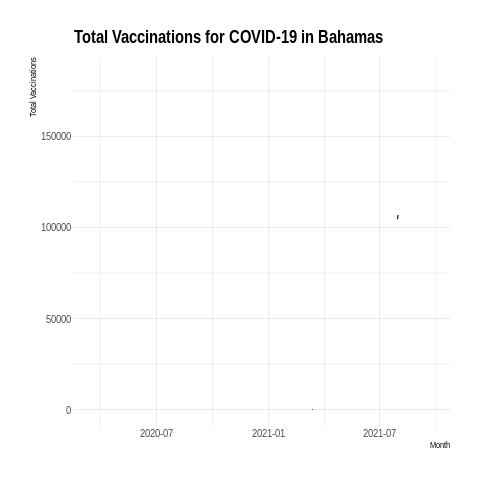 Total Vaccinations for COVID-19 in Bahamas
Total Vaccinations
150000
100000
50000
0
2020-07 2021-01 2021-07
Month